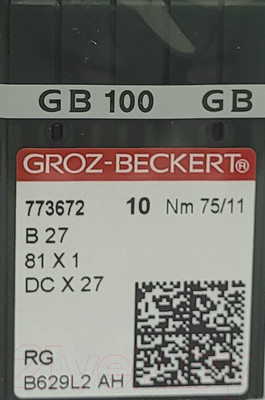 GB 100 GB
GROZ-BECKERT®
773672 10 Nm 75/11
B 27
81 X 1
DC X 27
RG
B629L2 AH